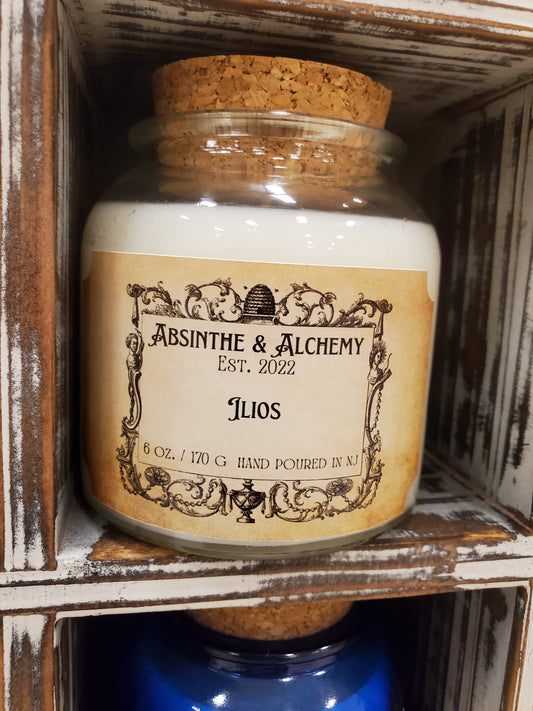 Absinthe & Alchemy
Est. 2022
Ilios
6 oz. / 170 G HAND POURED IN NJ